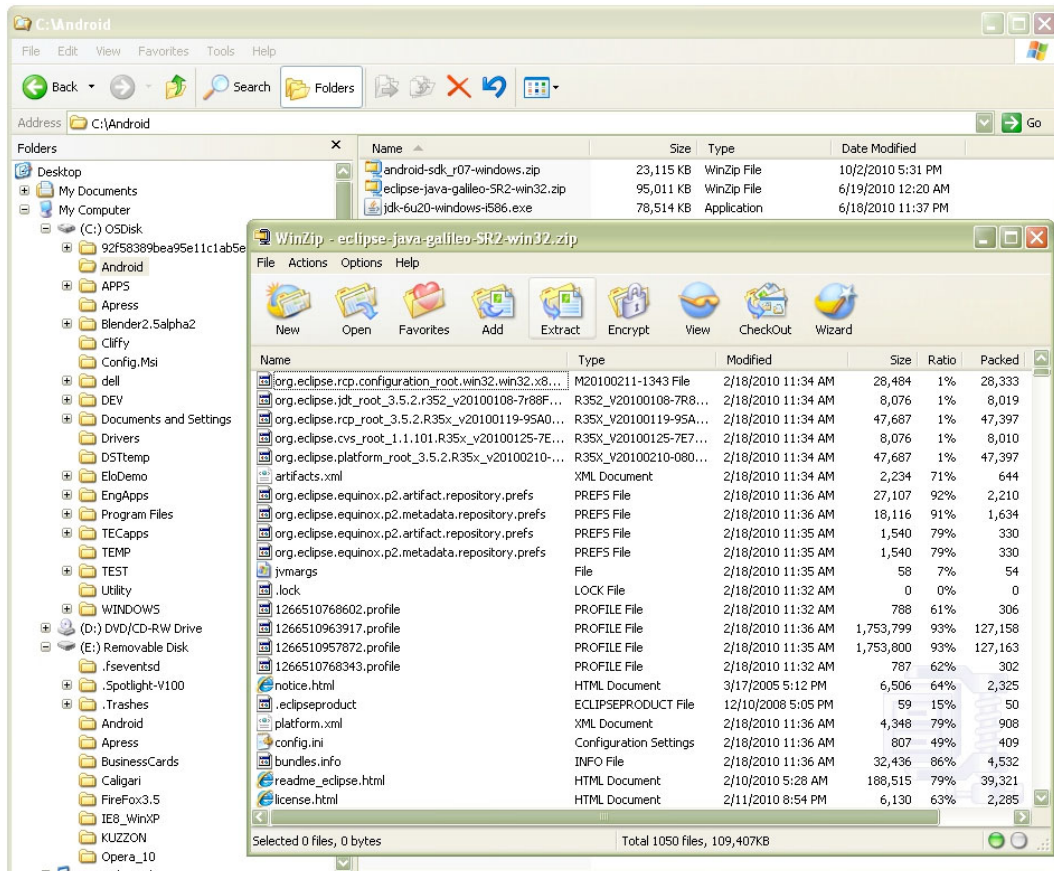 C:\Android
File Edit View Favorites Tools Help
Back Search Folders
Address C:\Android Go
Folders x Name Size Type Date Modified
Desktop
My Documents
My Computer
(C:) OSDisk
92f58389bea95e11c1ab5e
Android
APPS
Apress
Blender2.5alpha2
Cliffy
Config.Msi
dell
DEV
Documents and Settings
Drivers
DSTtemp
EloDemo
EngApps
Program Files
TECapps
TEMP
TEST
Utility
WINDOWS
(D:) DVD/CD-RW Drive
(E:) Removable Disk
.fseventsd
.Spotlight-V100
.Trashes
Android
Apress
BusinessCards
Caligari
FireFox3.5
IE8_WinXP
KUZZON
Opera_10
android-sdk_r07-windows.zip 23,115 KB WinZip File 10/2/2010 5:31 PM
eclipse-java-galileo-SR2-win32.zip 95,011 KB WinZip File 6/19/2010 12:20 AM
jdk-6u20-windows-i586.exe 78,514 KB Application 6/18/2010 11:37 PM
WinZip - eclipse-java-galileo-SR2-win32.zip
File Actions Options Help
New Open Favorites Add Extract Encrypt View CheckOut Wizard
Name Type Modified Size Ratio Packed
org.eclipse.rcp.configuration_root.win32.win32.x8... M20100211-1343 File 2/18/2010 11:34 AM 28,484 1% 28,333
org.eclipse.jdt_root_3.5.2.r352_v20100108-7r88F... R352_V20100108-7R8... 2/18/2010 11:34 AM 8,076 1% 8,019
org.eclipse.rcp_root_3.5.2.R35x_v20100119-9SA0... R35X_V20100119-9SA... 2/18/2010 11:34 AM 47,687 1% 47,397
org.eclipse.cvs_root_1.1.101.R35x_v20100125-7E... R35X_V20100125-7E7... 2/18/2010 11:34 AM 8,076 1% 8,010
org.eclipse.platform_root_3.5.2.R35x_v20100210-... R35X_V20100210-080... 2/18/2010 11:34 AM 47,687 1% 47,397
artifacts.xml XML Document 2/18/2010 11:34 AM 2,234 71% 644
org.eclipse.equinox.p2.artifact.repository.prefs PREFS File 2/18/2010 11:36 AM 27,107 92% 2,210
org.eclipse.equinox.p2.metadata.repository.prefs PREFS File 2/18/2010 11:36 AM 18,116 91% 1,634
org.eclipse.equinox.p2.artifact.repository.prefs PREFS File 2/18/2010 11:35 AM 1,540 79% 330
org.eclipse.equinox.p2.metadata.repository.prefs PREFS File 2/18/2010 11:35 AM 1,540 79% 330
jvmargs File 2/18/2010 11:35 AM 58 7% 54
.lock LOCK File 2/18/2010 11:32 AM 0 0% 0
1266510768602.profile PROFILE File 2/18/2010 11:32 AM 788 61% 306
1266510963917.profile PROFILE File 2/18/2010 11:36 AM 1,753,799 93% 127,158
1266510957872.profile PROFILE File 2/18/2010 11:35 AM 1,753,800 93% 127,163
1266510768343.profile PROFILE File 2/18/2010 11:32 AM 787 62% 302
notice.html HTML Document 3/17/2005 5:12 PM 6,506 64% 2,325
.eclipseproduct ECLIPSEPRODUCT File 12/10/2008 5:05 PM 59 15% 50
platform.xml XML Document 2/18/2010 11:36 AM 4,348 79% 908
config.ini Configuration Settings 2/18/2010 11:36 AM 807 49% 409
bundles.info INFO File 2/18/2010 11:36 AM 32,436 86% 4,532
readme_eclipse.html HTML Document 2/10/2010 5:28 AM 188,515 79% 39,321
license.html HTML Document 2/11/2010 8:54 PM 6,130 63% 2,285
Selected 0 files, 0 bytes Total 1050 files, 109,407KB